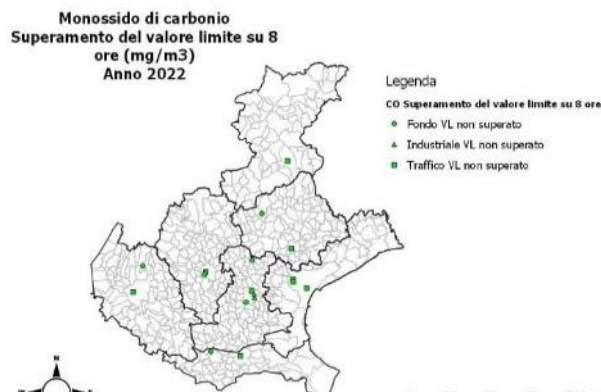 Monossido di carbonio
Superamento del valore limite su 8
ore (mg/m3)
Anno 2022
Legenda
CO Superamento del valore limite su 8 ore
Fondo VL non superato
Industriale VL non superato
Traffico VL non superato
N